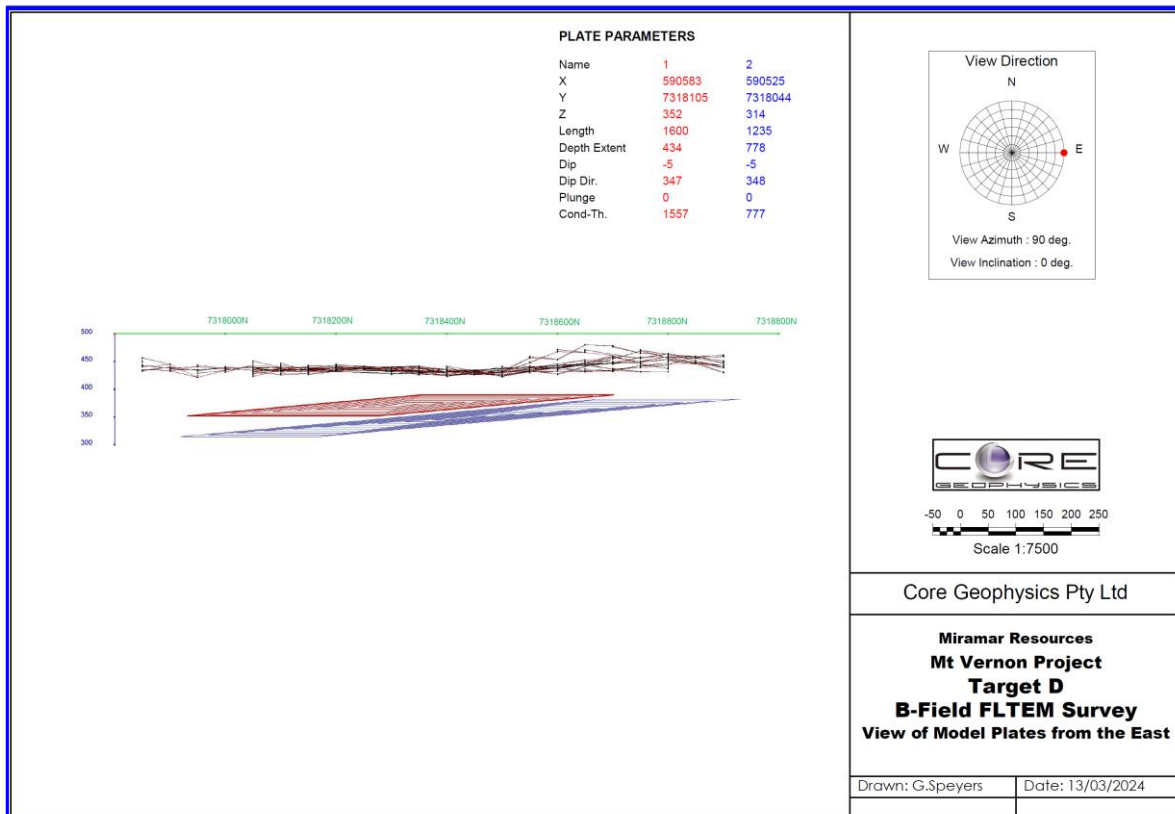 PLATE PARAMETERS
Name 1 2
X 590583 590525
Y 7318105 7318044
Z 352 314
Length 1600 1235
Depth Extent 434 778
Dip -5 -5
Dip Dir. 347 348
Plunge 0 0
Cond-Th. 1557 777
View Direction
N
W E
S
View Azimuth : 90 deg.
View Inclination : 0 deg.
7318000N 7318200N 7318400N 7318600N 7318800N 7318800N
500
450
400
350
300
CORE
GEOPHYSICS
-50 0 50 100 150 200 250
Scale 1:7500
Core Geophysics Pty Ltd
Miramar Resources
Mt Vernon Project
Target D
B-Field FLTEM Survey
View of Model Plates from the East
Drawn: G.Speyers Date: 13/03/2024